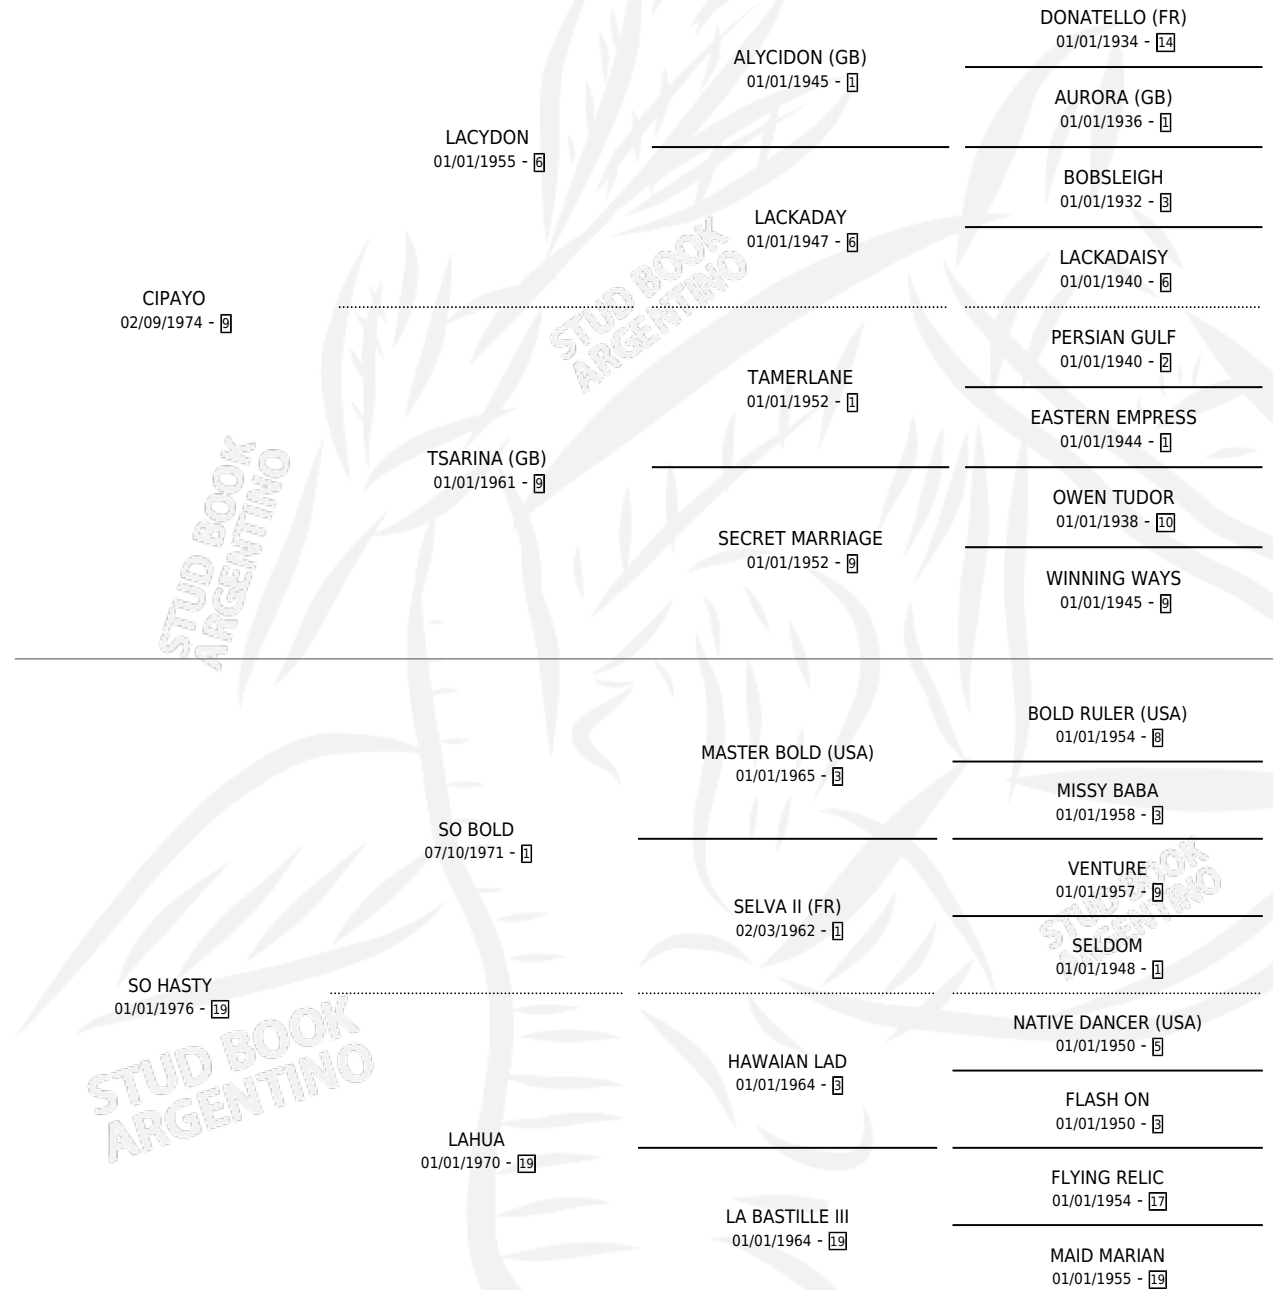 DONATELLO (FR)
01/01/1934 - 14
ALYCIDON (GB)
01/01/1945 - 1
AURORA (GB)
01/01/1936 - 1
LACYDON
01/01/1955 - 6
BOBSLEIGH
01/01/1932 - 3
LACKADAY
01/01/1947 - 6
LACKADAISY
01/01/1940 - 6
CIPAYO
02/09/1974 - 9
STUD BOOK
ARGENTINO
PERSIAN GULF
01/01/1940 - 2
TAMERLANE
01/01/1952 - 1
EASTERN EMPRESS
01/01/1944 - 1
TSARINA (GB)
01/01/1961 - 9
OWEN TUDOR
01/01/1938 - 10
SECRET MARRIAGE
01/01/1952 - 9
WINNING WAYS
01/01/1945 - 9
STUD BOOK
ARGENTINO
BOLD RULER (USA)
01/01/1954 - 8
MASTER BOLD (USA)
01/01/1965 - 3
MISSY BABA
01/01/1958 - 3
SO BOLD
07/10/1971 - 1
VENTURE
01/01/1957 - 9
SELVA II (FR)
02/03/1962 - 1
SELDOM
01/01/1948 - 1
STUD BOOK
ARGENTINO
SO HASTY
01/01/1976 - 19
NATIVE DANCER (USA)
01/01/1950 - 5
HAWAIAN LAD
01/01/1964 - 3
FLASH ON
01/01/1950 - 3
STUD BOOK
ARGENTINO
LAHUA
01/01/1970 - 19
FLYING RELIC
01/01/1954 - 17
LA BASTILLE III
01/01/1964 - 19
MAID MARIAN
01/01/1955 - 19